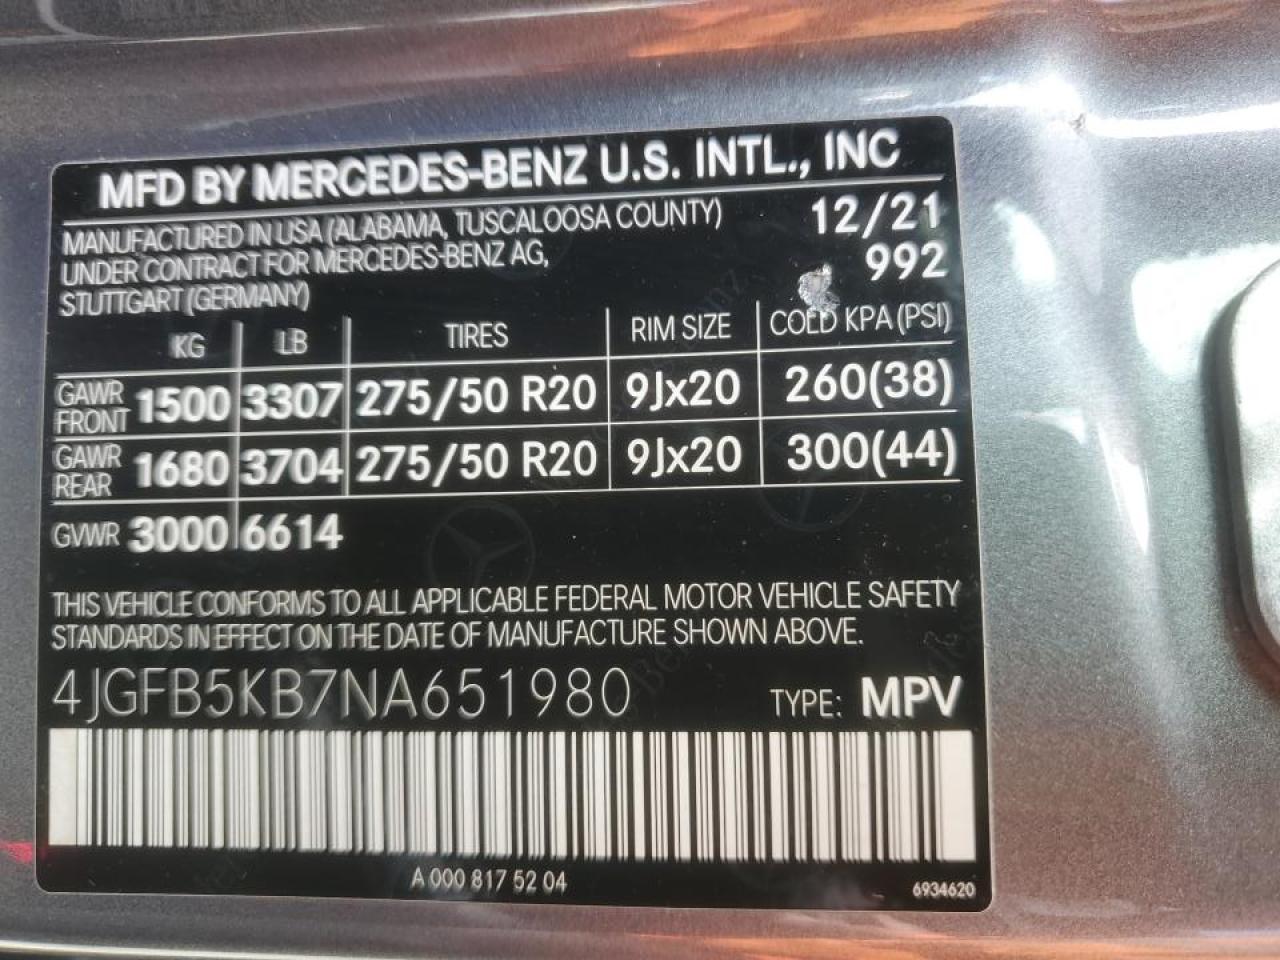 MFD BY MERCEDES-BENZ U.S. INTL., INC
MANUFACTURED IN USA (ALABAMA, TUSCALOOSA COUNTY) 12/21
UNDER CONTRACT FOR MERCEDES-BENZ AG, 992
STUTTGART (GERMANY)
KG LB TIRES RIM SIZE COLD KPA (PSI)
GAWR FRONT 1500 3307 275/50 R20 9Jx20 260(38)
GAWR REAR 1680 3704 275/50 R20 9Jx20 300(44)
GVWR 3000 6614
THIS VEHICLE CONFORMS TO ALL APPLICABLE FEDERAL MOTOR VEHICLE SAFETY
STANDARDS IN EFFECT ON THE DATE OF MANUFACTURE SHOWN ABOVE.
4JGFB5KB7NA651980 TYPE: MPV
A 000 817 52 04 6934620